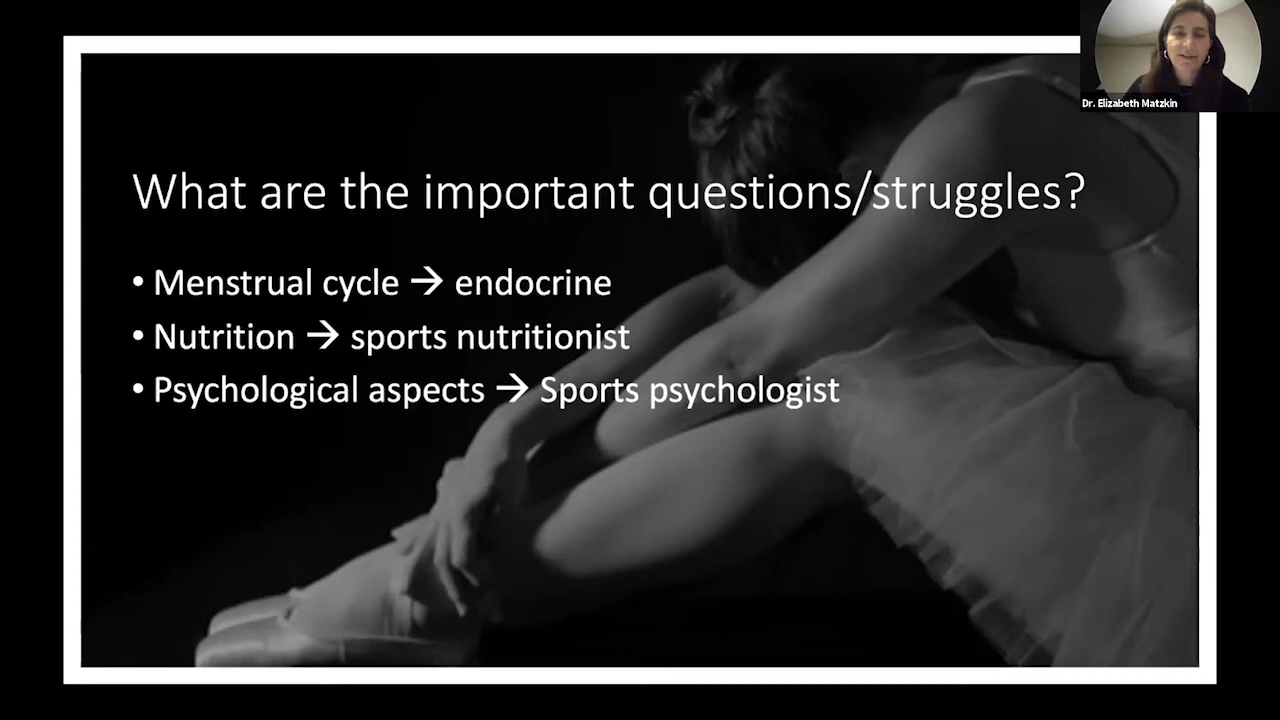 Dr. Elizabeth Matzkin
What are the important questions/struggles?
• Menstrual cycle → endocrine
• Nutrition → sports nutritionist
• Psychological aspects → Sports psychologist